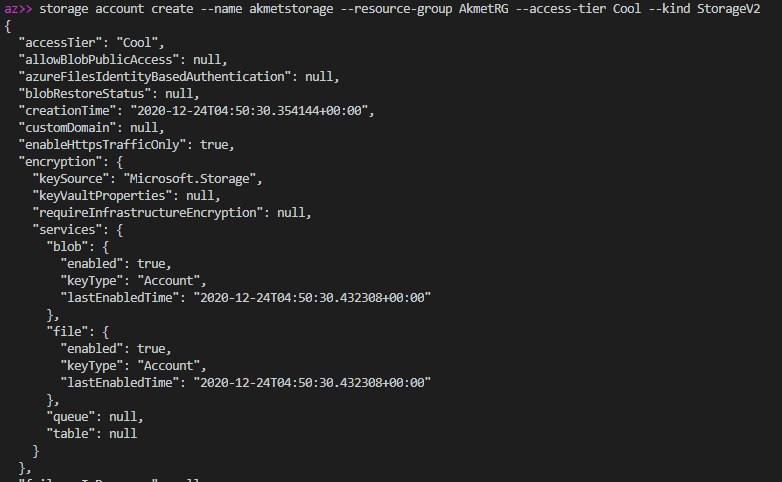 az>> storage account create --name akmetstorage --resource-group AkmetRG --access-tier Cool --kind StorageV2
{
  "accessTier": "Cool",
  "allowBlobPublicAccess": null,
  "azureFilesIdentityBasedAuthentication": null,
  "blobRestoreStatus": null,
  "creationTime": "2020-12-24T04:50:30.354144+00:00",
  "customDomain": null,
  "enableHttpsTrafficOnly": true,
  "encryption": {
    "keySource": "Microsoft.Storage",
    "keyVaultProperties": null,
    "requireInfrastructureEncryption": null,
    "services": {
      "blob": {
        "enabled": true,
        "keyType": "Account",
        "lastEnabledTime": "2020-12-24T04:50:30.432308+00:00"
      },
      "file": {
        "enabled": true,
        "keyType": "Account",
        "lastEnabledTime": "2020-12-24T04:50:30.432308+00:00"
      },
      "queue": null,
      "table": null
    }
  },